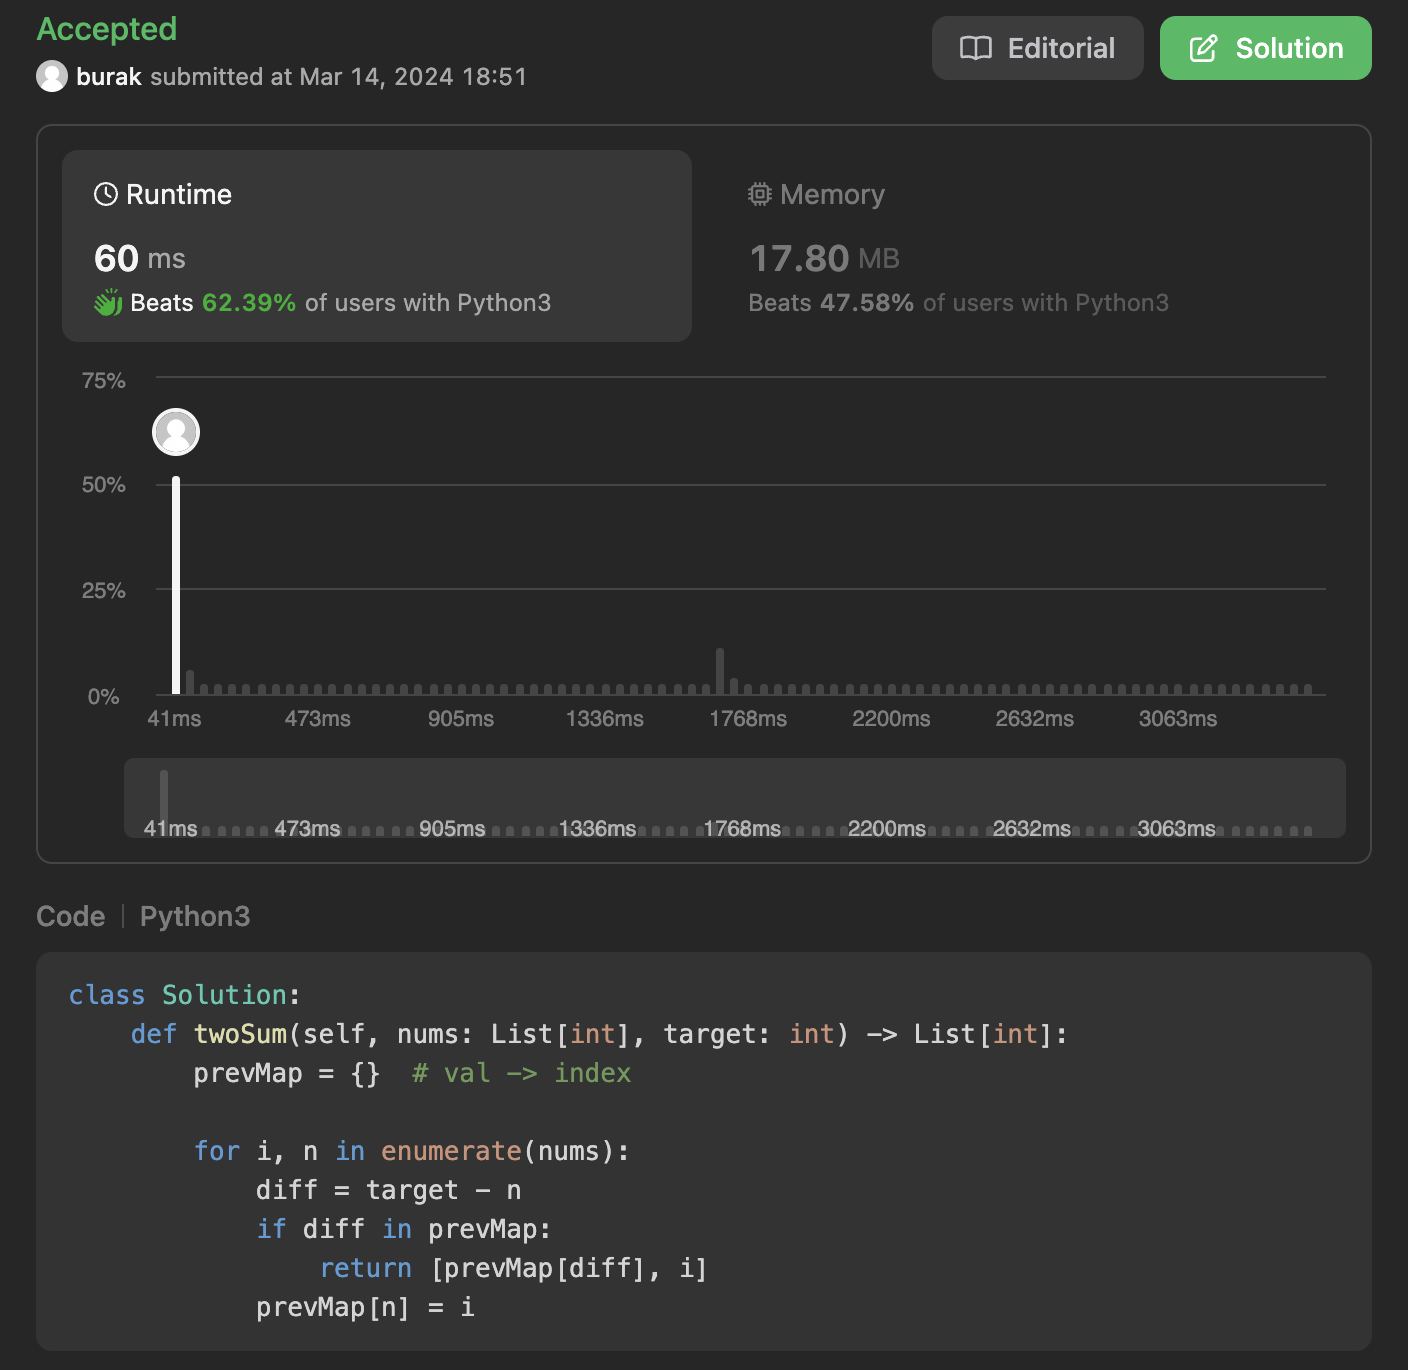 Accepted
burak submitted at Mar 14, 2024 18:51
Editorial
Solution
Runtime
60 ms
Beats 62.39% of users with Python3
Memory
17.80 MB
Beats 47.58% of users with Python3
75%
50%
25%
0%
41ms 473ms 905ms 1336ms 1768ms 2200ms 2632ms 3063ms
41ms 473ms 905ms 1336ms 1768ms 2200ms 2632ms 3063ms
Code | Python3
class Solution:
    def twoSum(self, nums: List[int], target: int) -> List[int]:
        prevMap = {}  # val -> index

        for i, n in enumerate(nums):
            diff = target - n
            if diff in prevMap:
                return [prevMap[diff], i]
            prevMap[n] = i